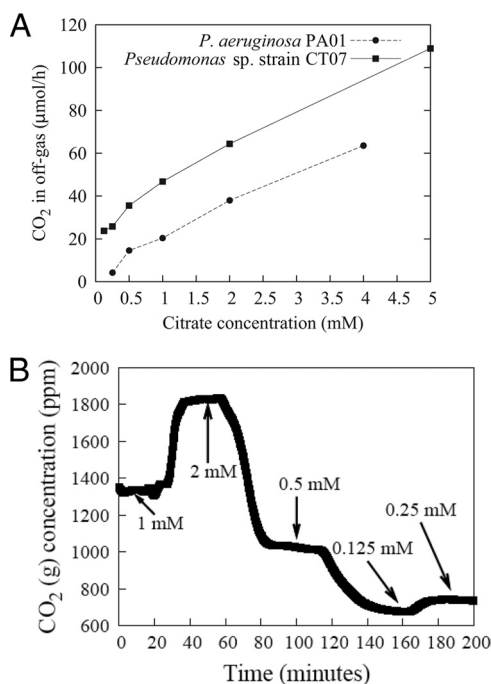 A
P. aeruginosa PA01
Pseudomonas sp. strain CT07
CO2 in off-gas (μmol/h)
120
100
80
60
40
20
0
0 0.5 1 1.5 2 2.5 3 3.5 4 4.5 5
Citrate concentration (mM)
B
CO2 (g) concentration (ppm)
2000
1800
1600
1400
1200
1000
800
600
1 mM
2 mM
0.5 mM
0.125 mM
0.25 mM
0 20 40 60 80 100 120 140 160 180 200
Time (minutes)